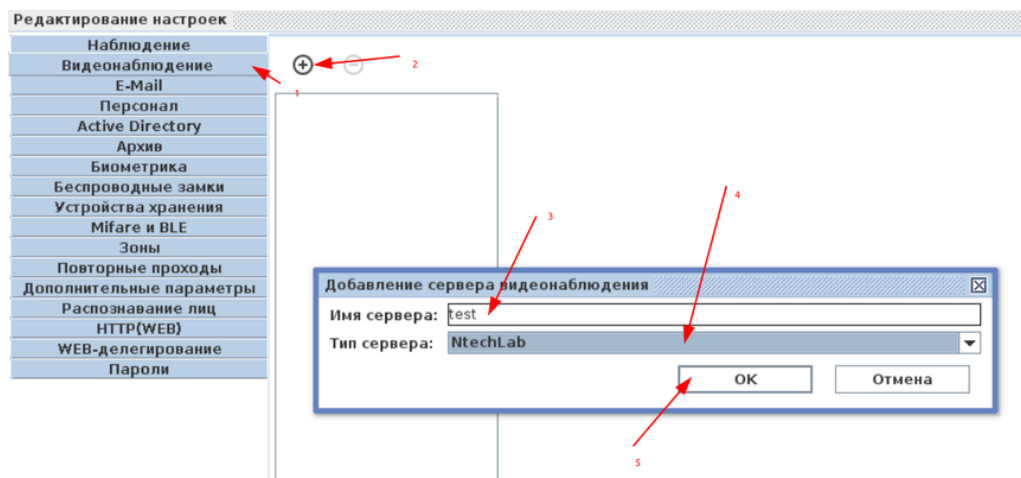 Редактирование настроек
Наблюдение
Видеонаблюдение
E-Mail
Персонал
Active Directory
Архив
Биометрика
Беспроводные замки
Устройства хранения
Mifare и BLE
Зоны
Повторные проходы
Дополнительные параметры
Распознавание лиц
HTTP(WEB)
WEB-делегирование
Пароли
1
2
3
4
Добавление сервера видеонаблюдения
Имя сервера: test
Тип сервера: NtechLab
OK Отмена
5